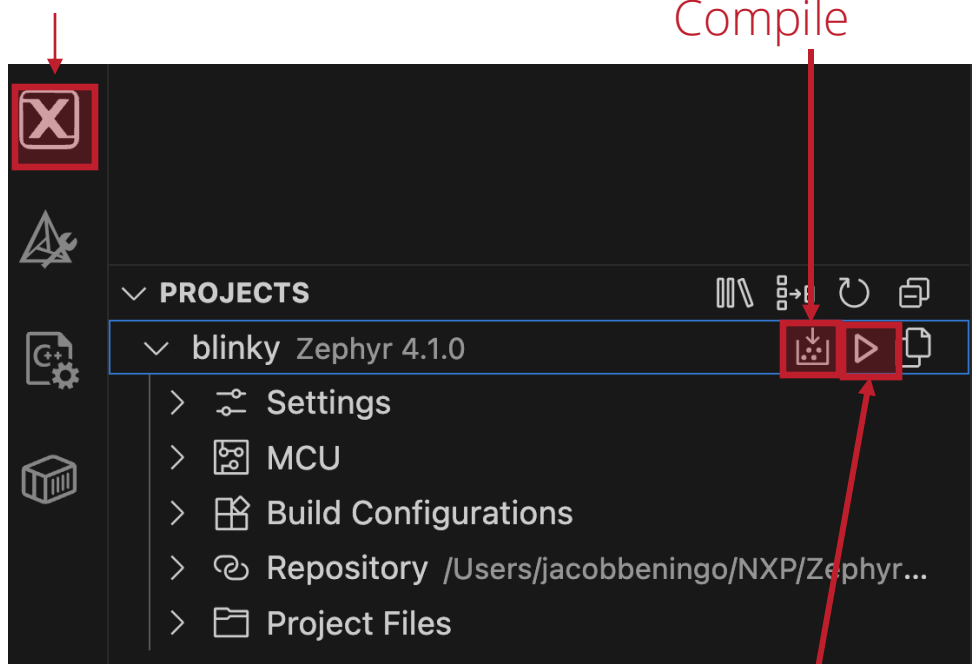 Compile
X
PROJECTS
blinky Zephyr 4.1.0
C++
Settings
MCU
Build Configurations
Repository /Users/jacobbeningo/NXP/Zephyr...
Project Files